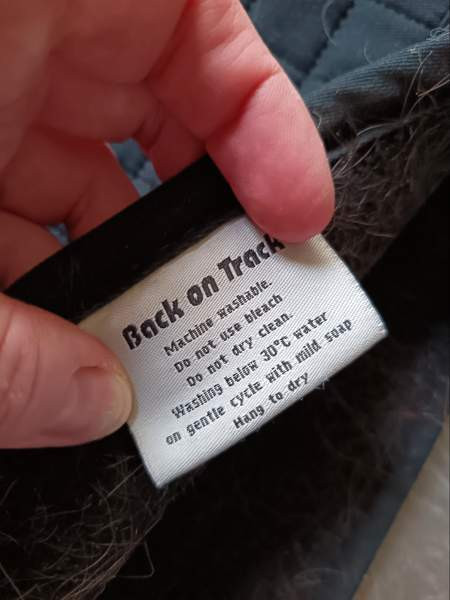 Back on Track
Machine washable.
Do not use bleach
Do not dry clean.
Washing below 30°C water
on gentle cycle with mild soap
Hang to dry